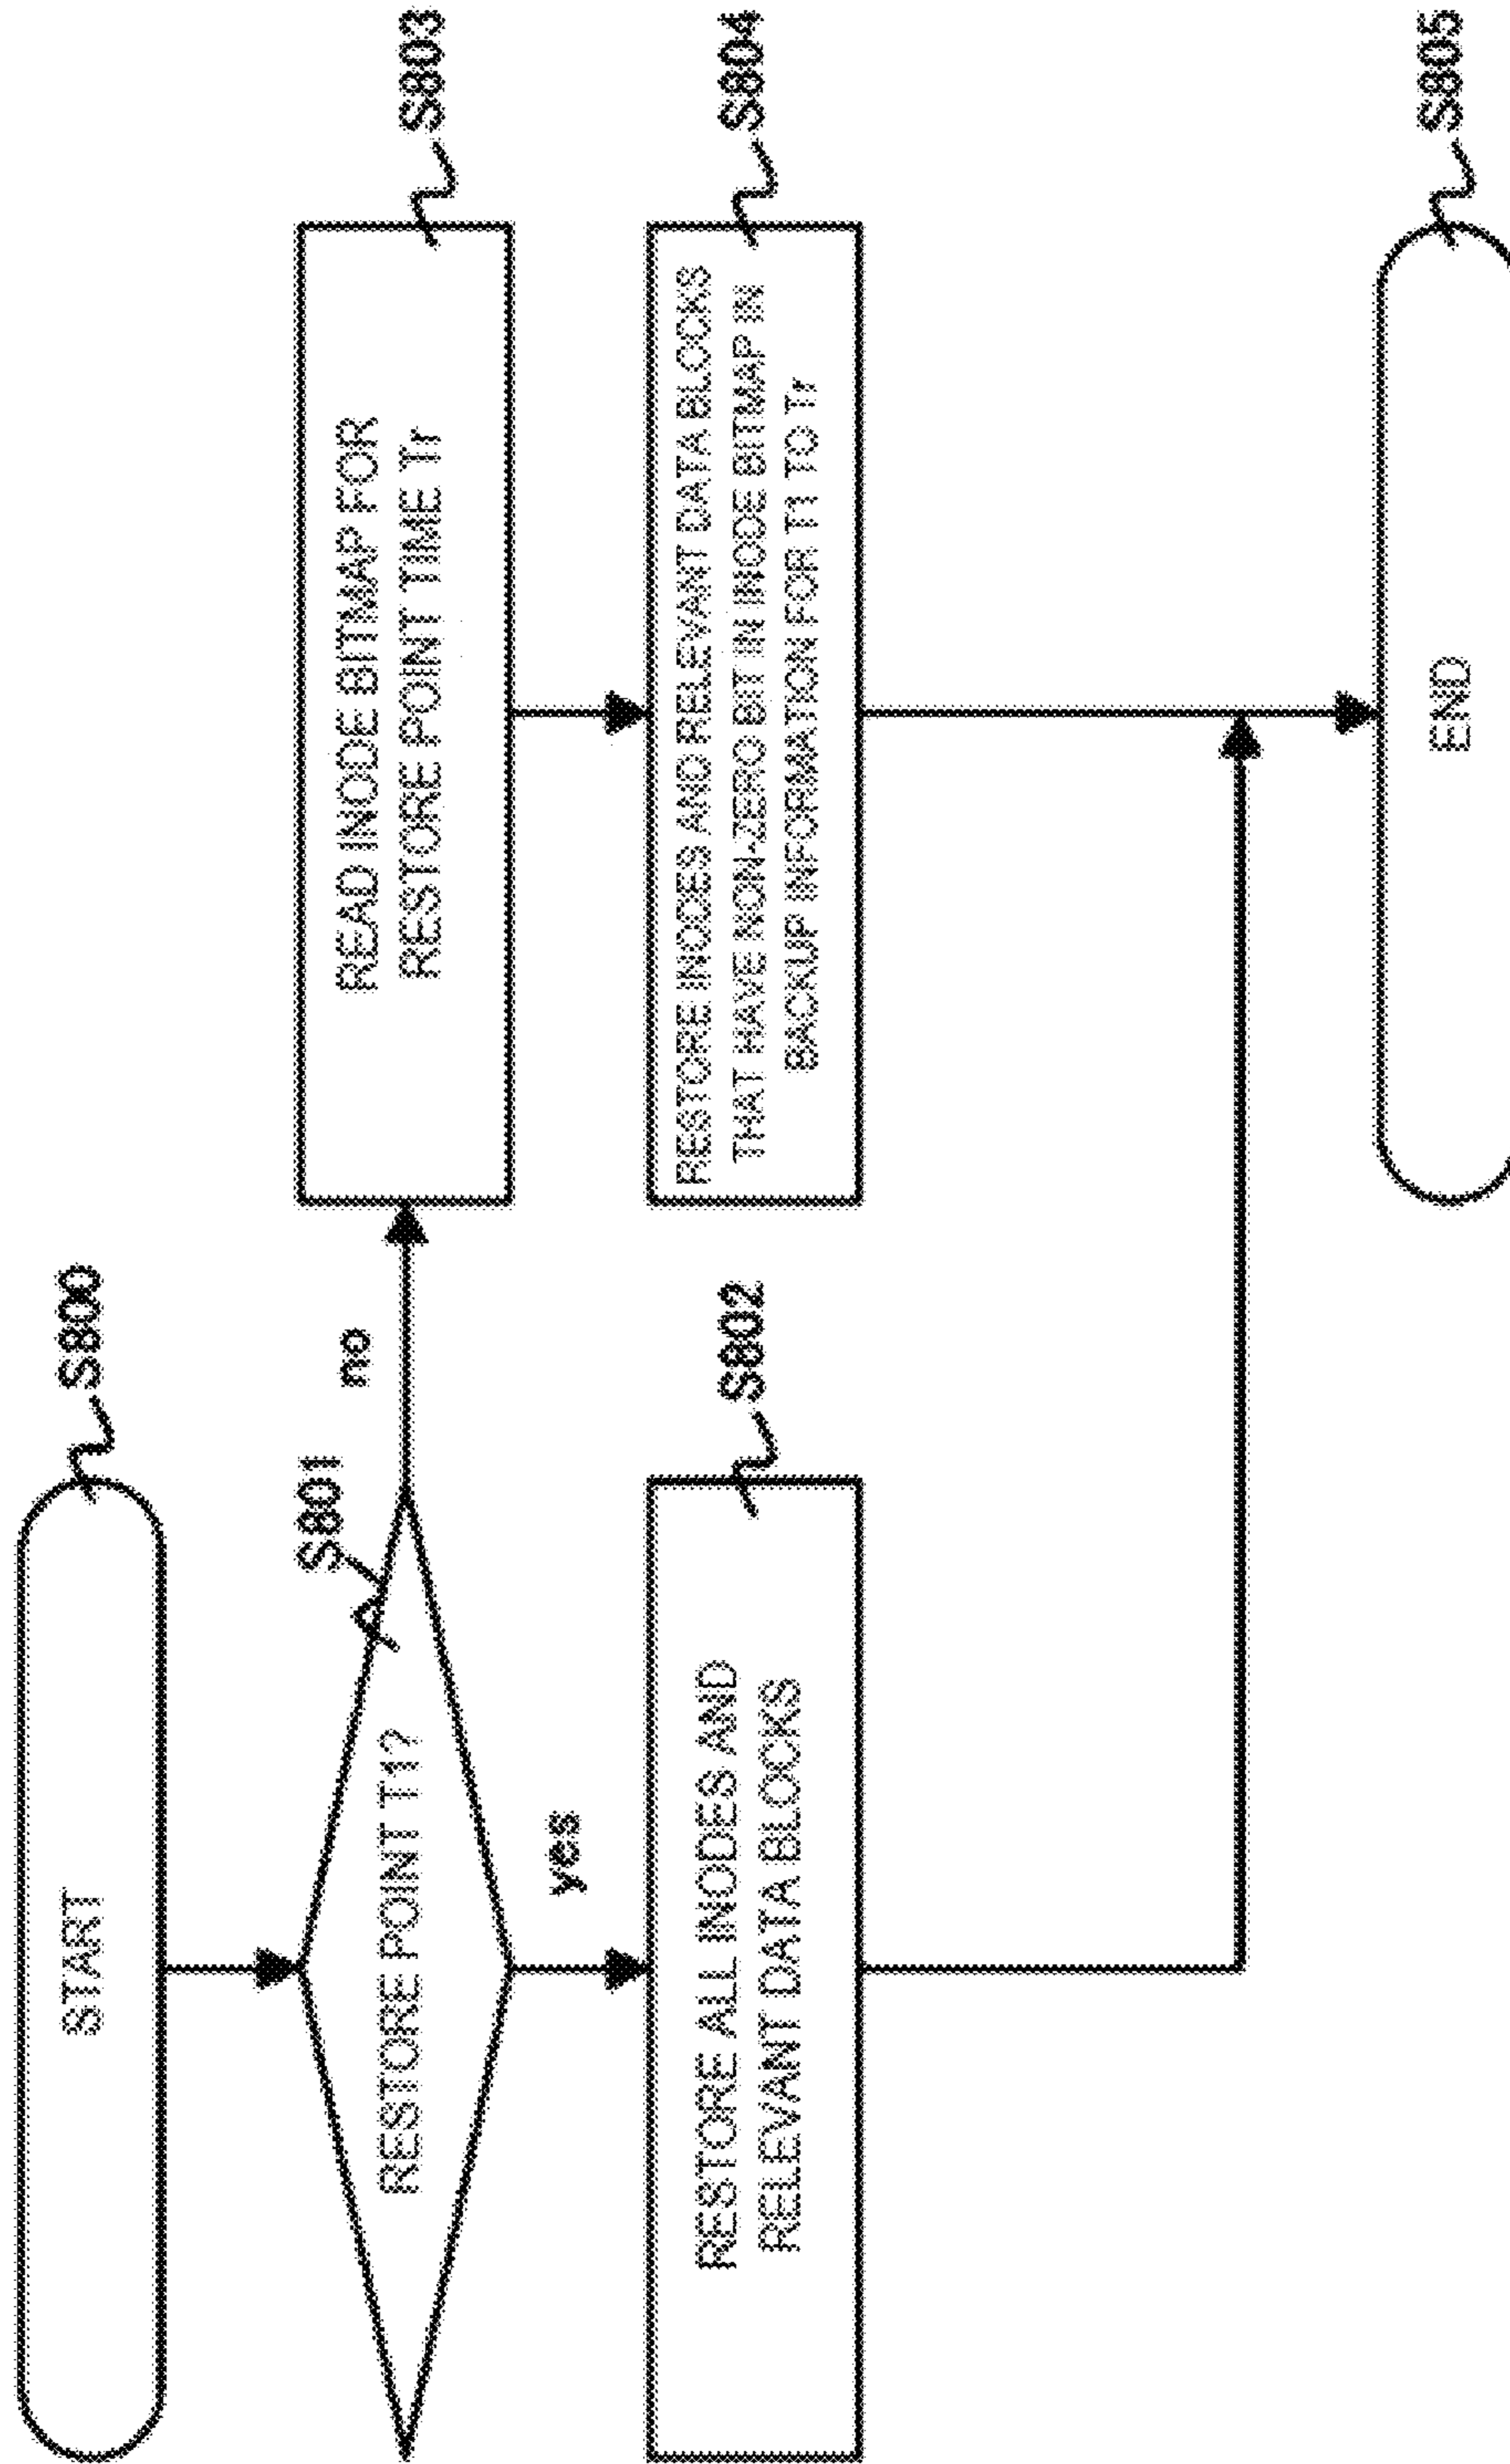 START
S800
RESTORE POINT T1?
S801
no
yes
RESTORE ALL INODES AND
RELEVANT DATA BLOCKS
S802
READ INODE BITMAP FOR
RESTORE POINT TIME Tr
S803
RESTORE INODES AND RELEVANT DATA BLOCKS
THAT HAVE NON-ZERO BIT IN INODE BITMAP IN
BACKUP INFORMATION FOR T1 TO Tr
S804
END
S805